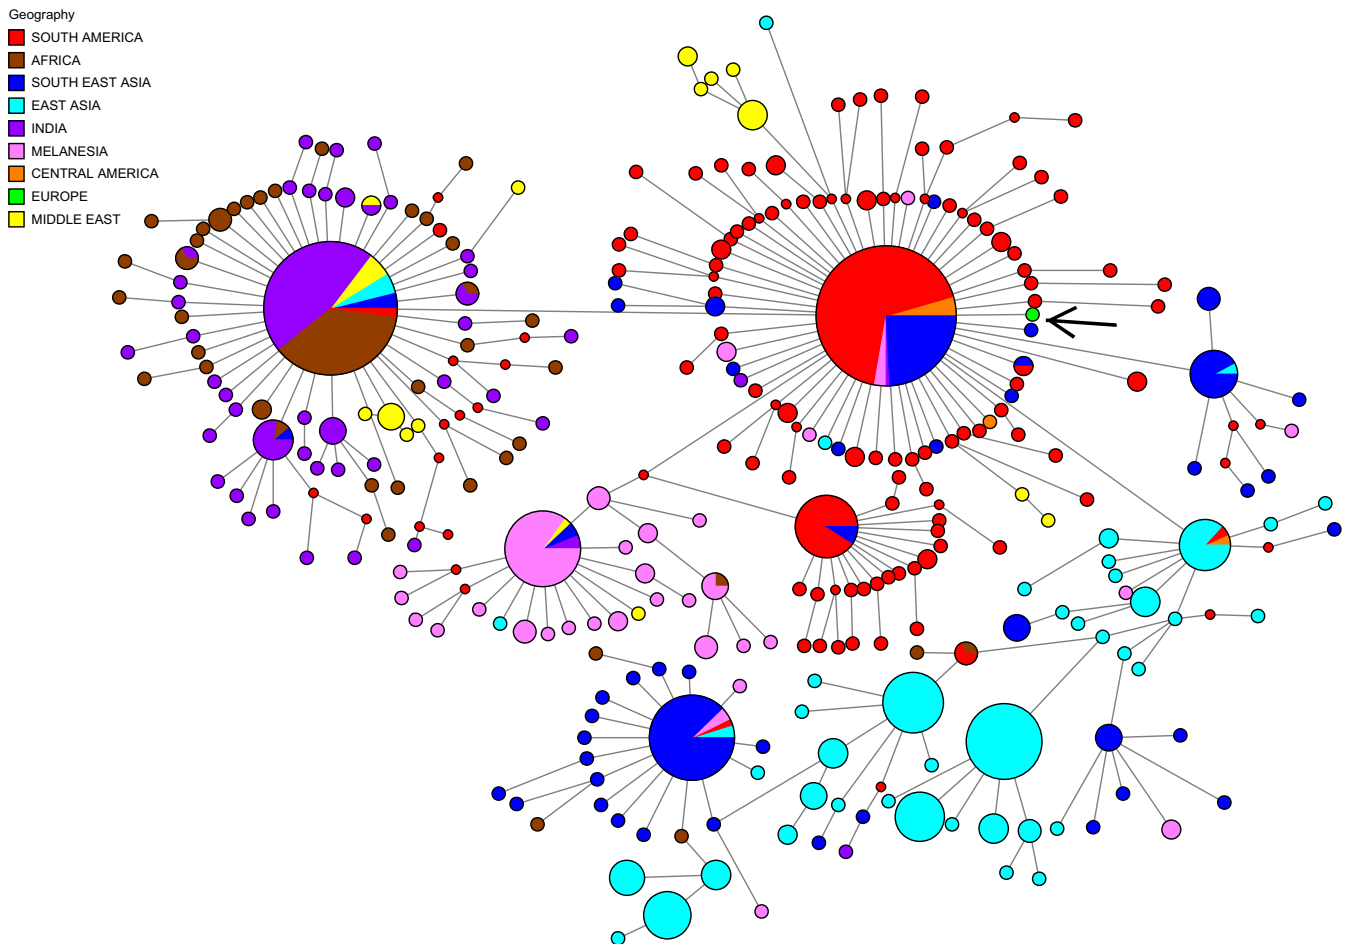 Geography
SOUTH AMERICA
AFRICA
SOUTH EAST ASIA
EAST ASIA
INDIA
MELANESIA
CENTRAL AMERICA
EUROPE
MIDDLE EAST